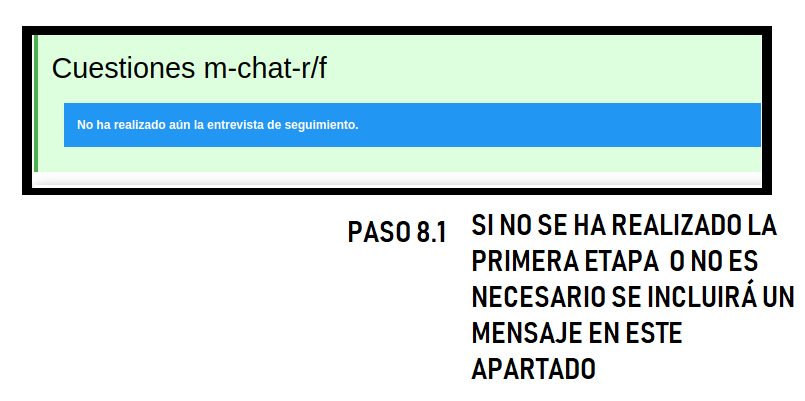 Cuestiones m-chat-r/f
No ha realizado aún la entrevista de seguimiento.
PASO 8.1
SI NO SE HA REALIZADO LA
PRIMERA ETAPA O NO ES
NECESARIO SE INCLUIRÁ UN
MENSAJE EN ESTE
APARTADO